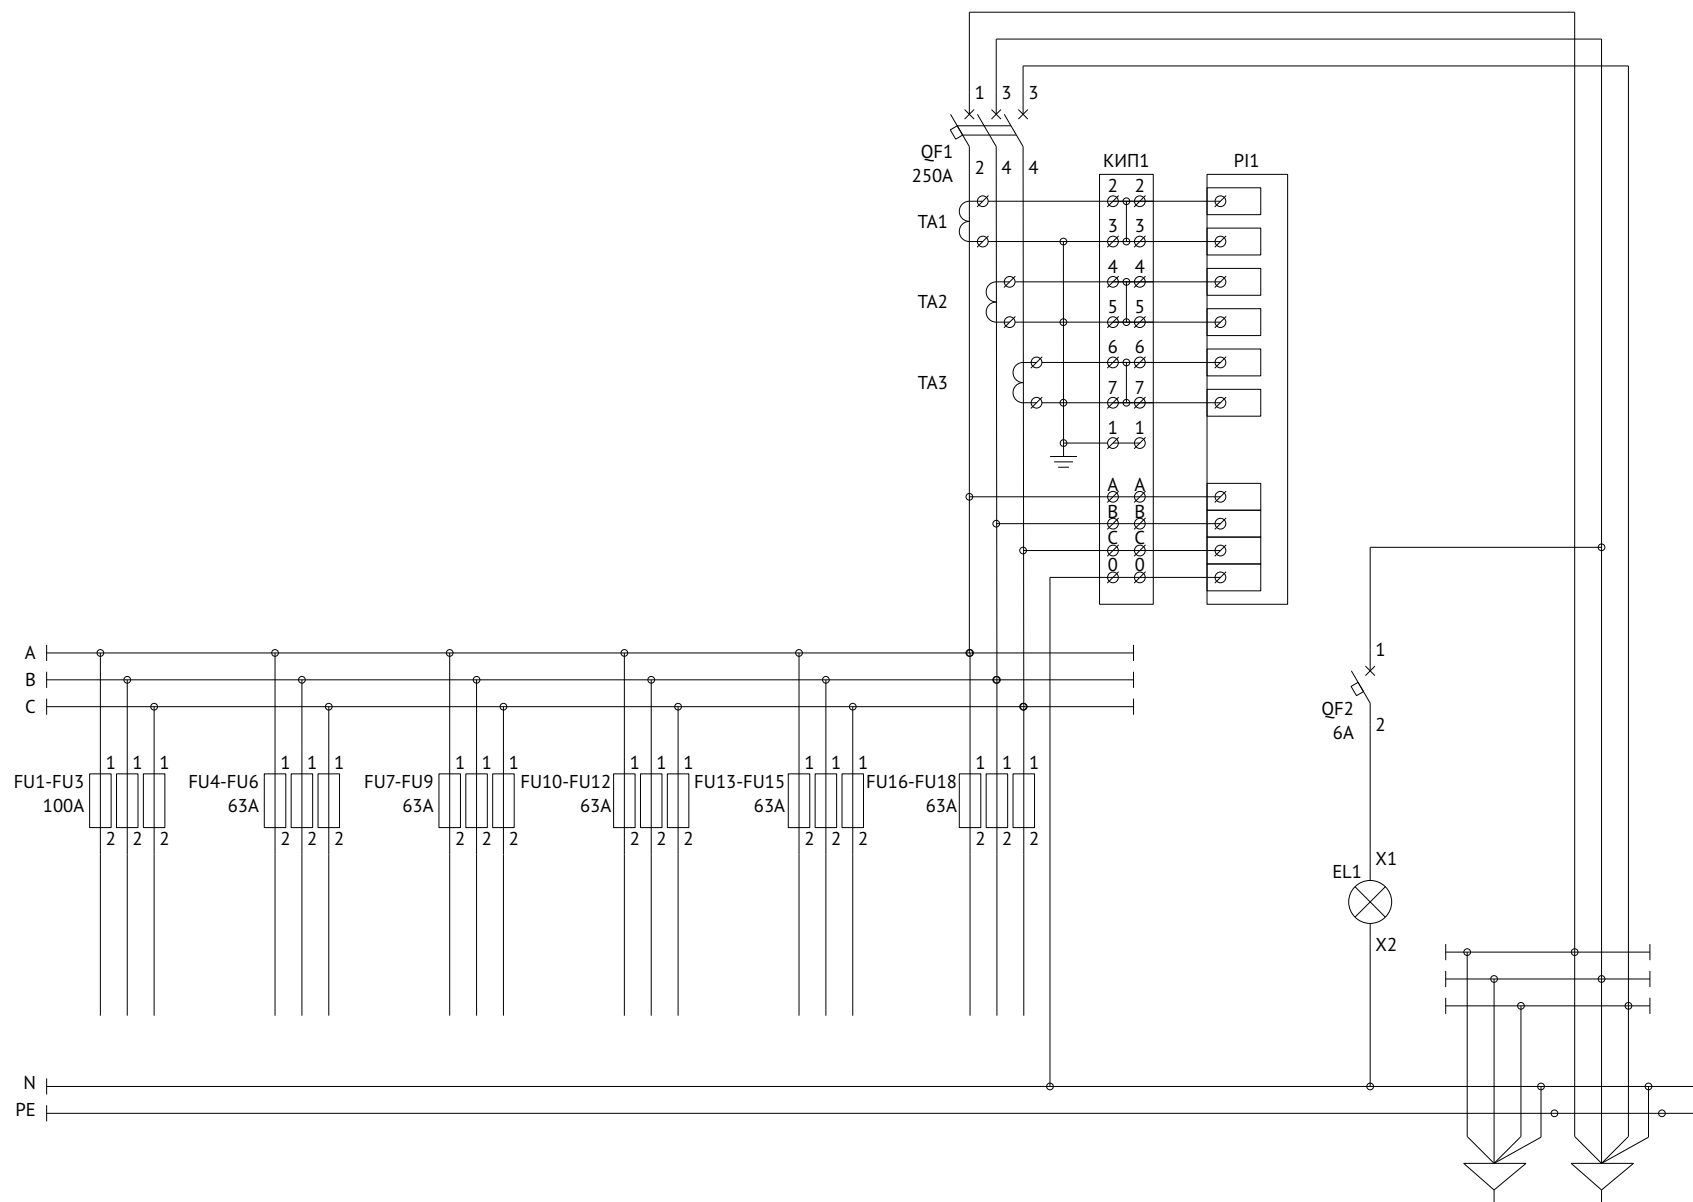 1 3 3
QF1
250A
2 4 4
КИП1
PI1
2 2
TA1
3 3
4 4
TA2
5 5
6 6
TA3
7 7
1 1
A A
B B
C C
0 0
A
B
C
1
QF2
6A
2
1 1 1 1 1 1 1 1 1 1 1 1 1 1 1 1 1 1
FU1-FU3 FU4-FU6 FU7-FU9 FU10-FU12 FU13-FU15 FU16-FU18
100A 63A 63A 63A 63A 63A
2 2 2 2 2 2 2 2 2 2 2 2 2 2 2 2 2 2
X1
EL1
X2
N
PE